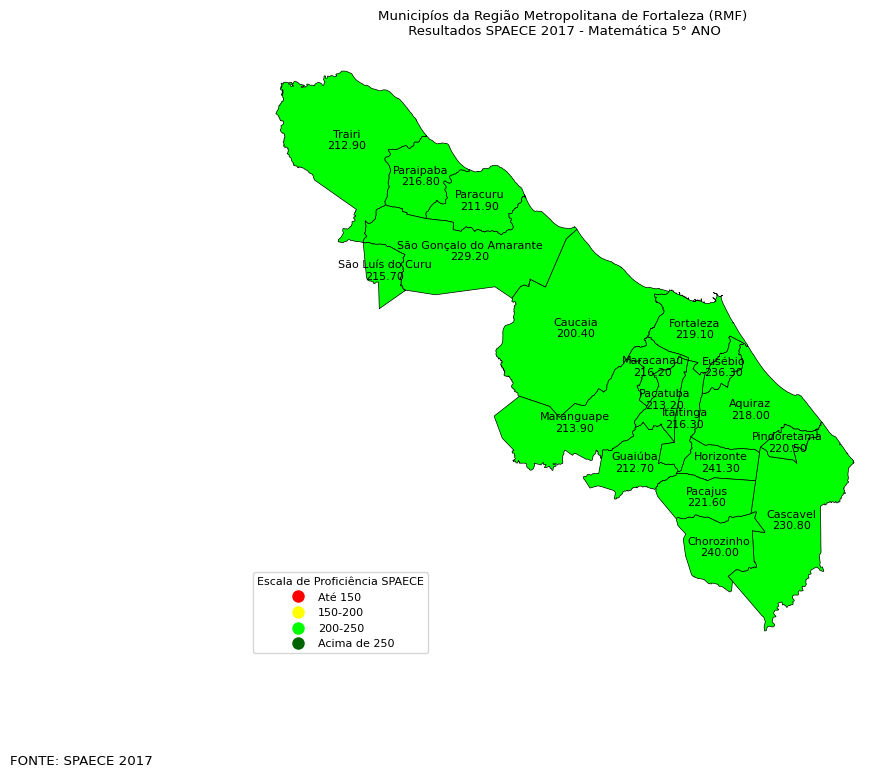 Municipíos da Região Metropolitana de Fortaleza (RMF)
Resultados SPAECE 2017 - Matemática 5° ANO
Trairi
212.90
Paraipaba
216.80
Paracuru
211.90
São Gonçalo do Amarante
229.20
São Luís do Curu
215.70
Caucaia
200.40
Fortaleza
219.10
Maracanaú
216.20
Eusébio
236.30
Pacatuba
213.20
Itaitinga
216.30
Aquiraz
218.00
Maranguape
213.90
Pindoretama
220.50
Guaiúba
212.70
Horizonte
241.30
Pacajus
221.60
Cascavel
230.80
Chorozinho
240.00
Escala de Proficiência SPAECE
Até 150
150-200
200-250
Acima de 250
FONTE: SPAECE 2017